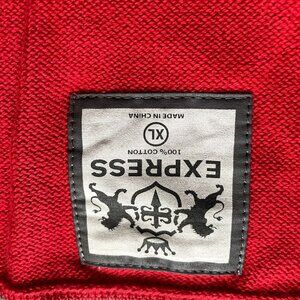 EXPRESS
100% COTTON
XL
MADE IN CHINA